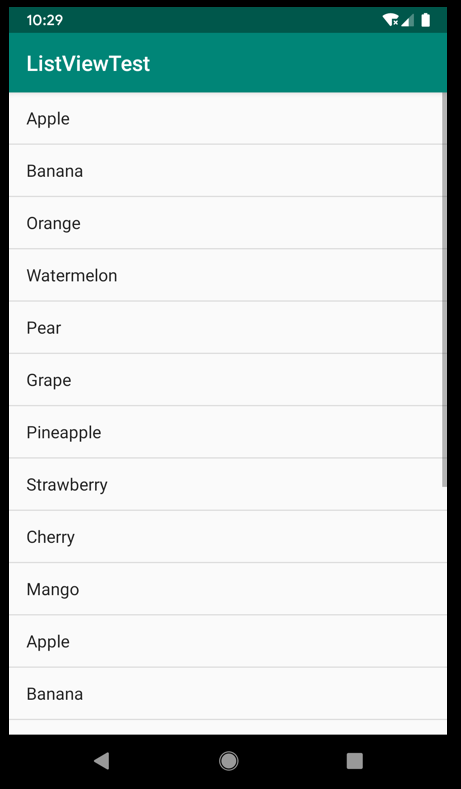 10:29
ListViewTest
Apple
Banana
Orange
Watermelon
Pear
Grape
Pineapple
Strawberry
Cherry
Mango
Apple
Banana